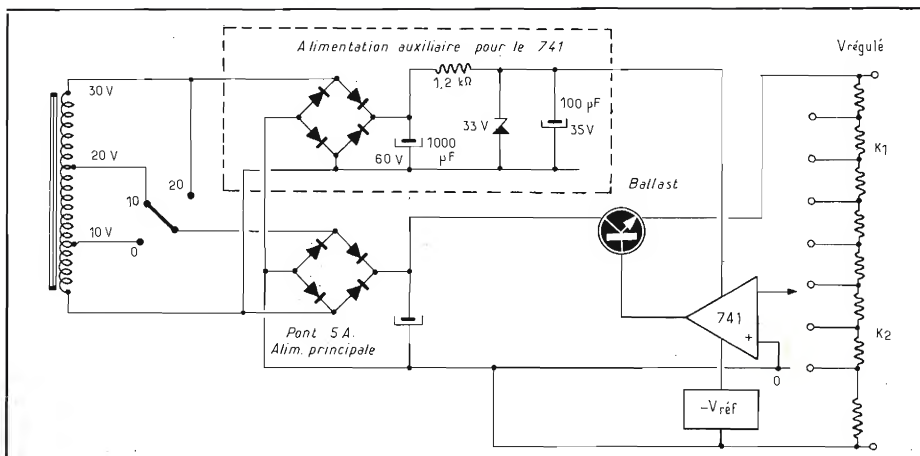 Alimentation auxiliaire pour le 741
Vrégulé
30 V
1,2 kΩ
100 µF
35V
33 V
1000
µF
60 V
K1
20 V
20
10
Ballast
10 V
0
741
+
K2
Pont 5 A.
Alim. principale
0
-Vréf